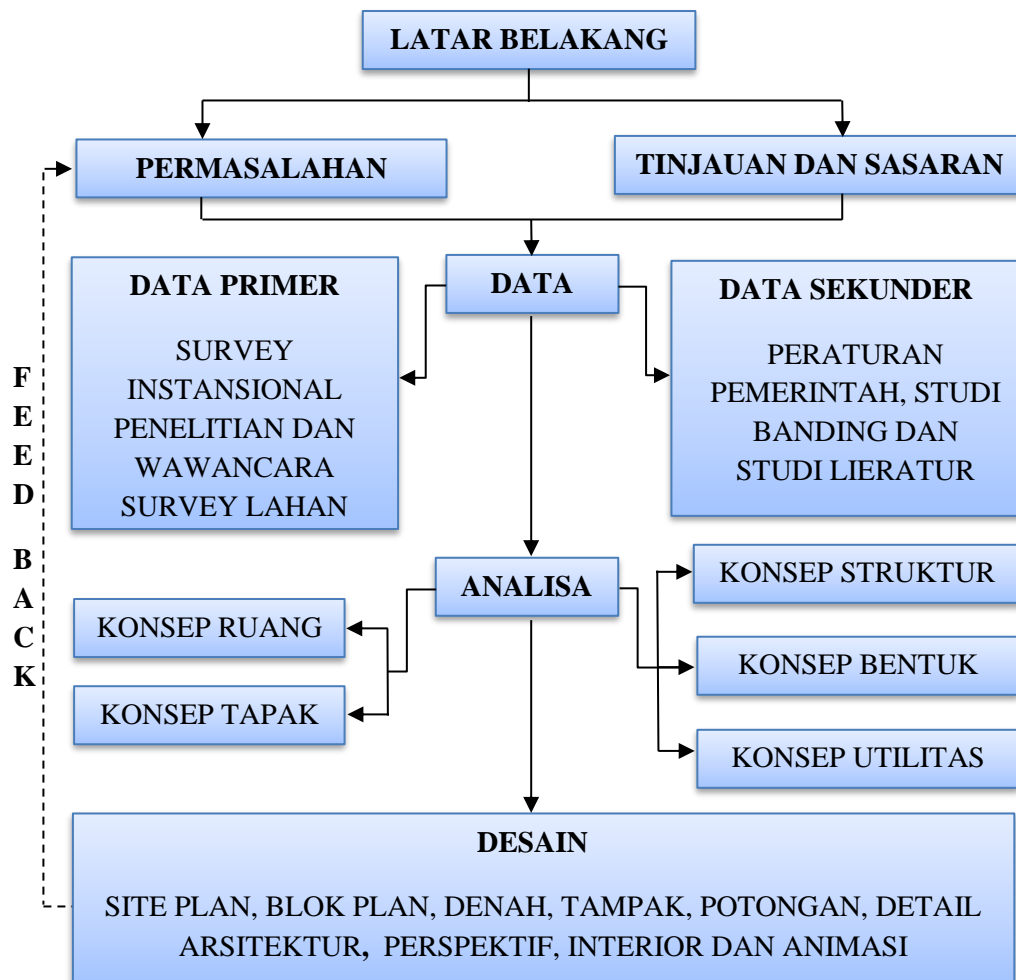 LATAR BELAKANG
PERMASALAHAN
TINJAUAN DAN SASARAN
DATA PRIMER
SURVEY
INSTANSIONAL
PENELITIAN DAN
WAWANCARA
SURVEY LAHAN
DATA
DATA SEKUNDER
PERATURAN
PEMERINTAH, STUDI
BANDING DAN
STUDI LIERATUR
F
E
E
D
B
A
C
K
ANALISA
KONSEP RUANG
KONSEP TAPAK
KONSEP STRUKTUR
KONSEP BENTUK
KONSEP UTILITAS
DESAIN
SITE PLAN, BLOK PLAN, DENAH, TAMPAK, POTONGAN, DETAIL
ARSITEKTUR, PERSPEKTIF, INTERIOR DAN ANIMASI